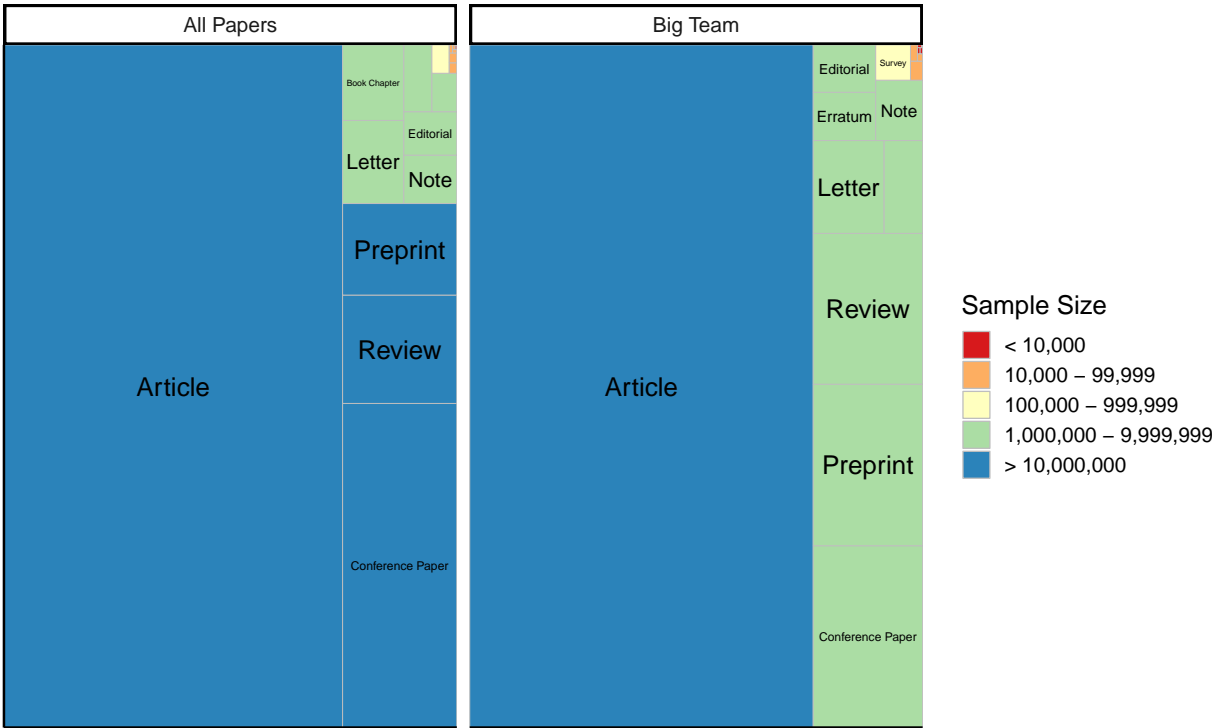 All Papers
Book Chapter
Letter
Editorial
Note
Preprint
Review
Article
Conference Paper
Big Team
Editorial
Survey
Erratum
Note
Letter
Review
Article
Preprint
Conference Paper
Sample Size
< 10,000
10,000 – 99,999
100,000 – 999,999
1,000,000 – 9,999,999
> 10,000,000